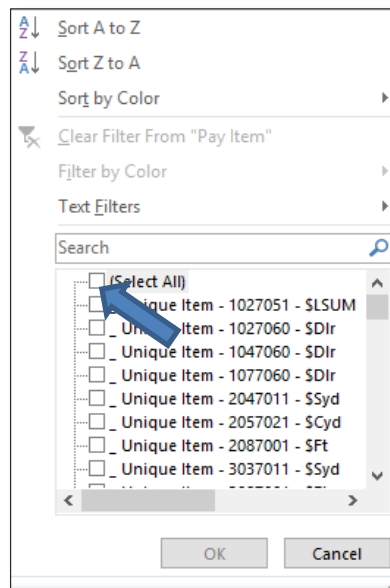 Sort A to Z
Sort Z to A
Sort by Color
Clear Filter From "Pay Item"
Filter by Color
Text Filters
Search
(Select All)
Unique Item - 1027051 - $LSUM
_ Unique Item - 1027060 - $Dlr
_ Unique Item - 1047060 - $Dlr
_ Unique Item - 1077060 - $Dlr
_ Unique Item - 2047011 - $Syd
_ Unique Item - 2057021 - $Cyd
_ Unique Item - 2087001 - $Ft
_ Unique Item - 3037011 - $Syd
OK
Cancel